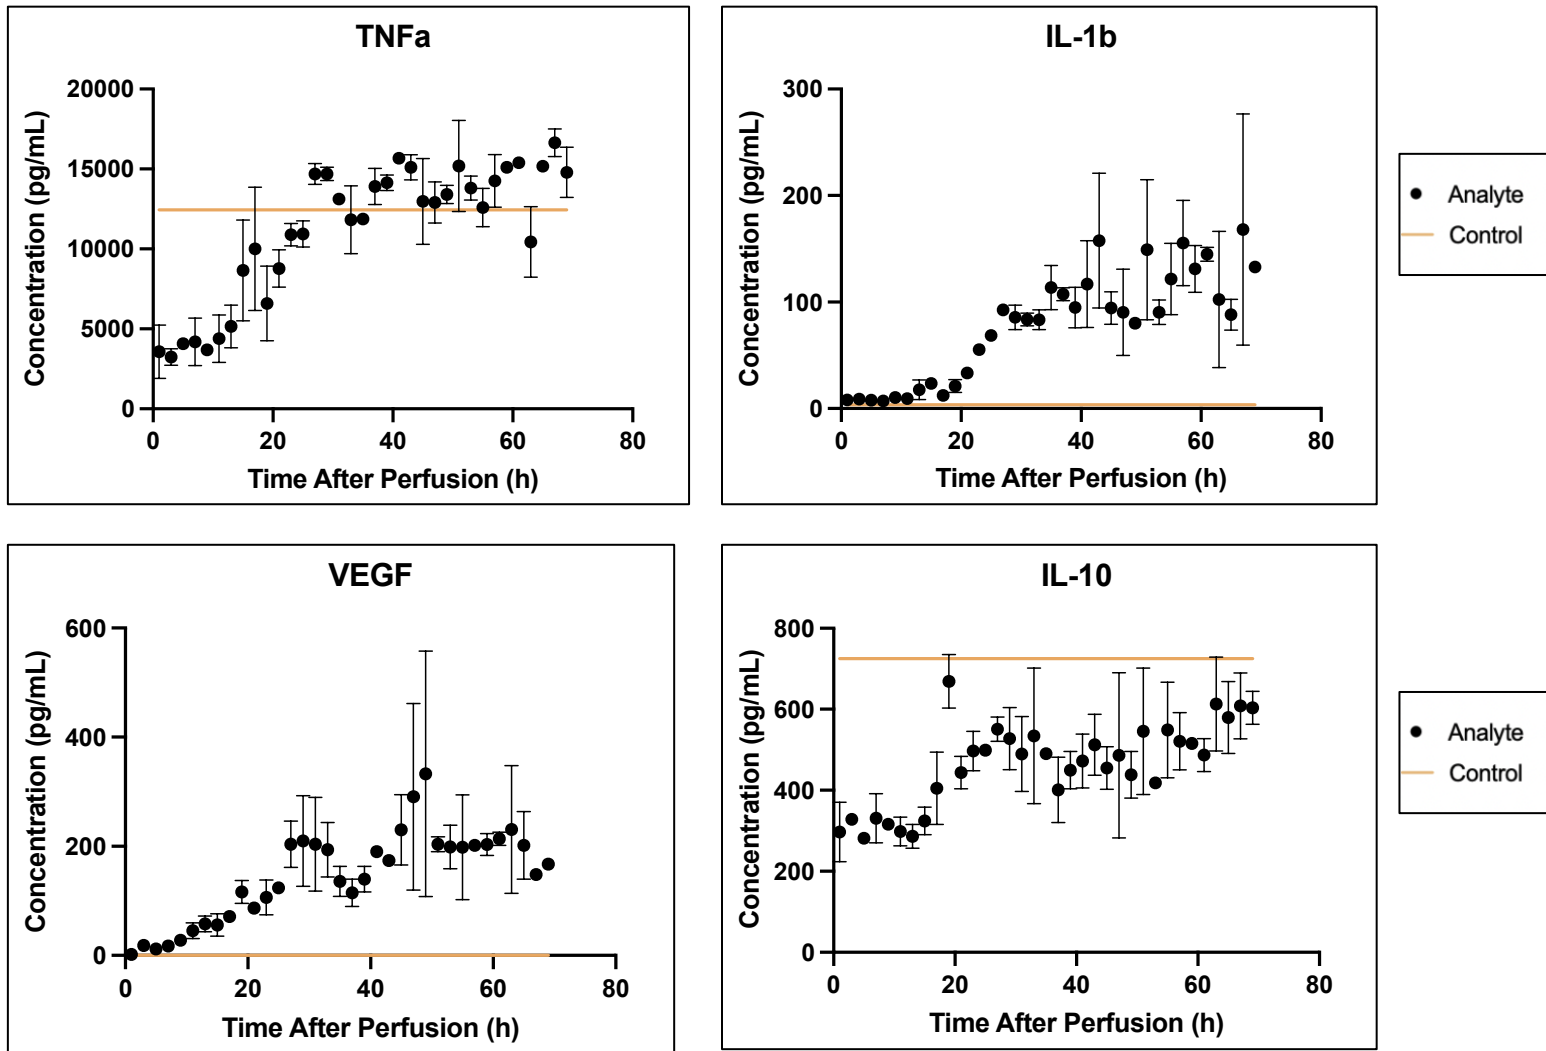 TNFa
Concentration (pg/mL)
20000
15000
10000
5000
0
0 20 40 60 80
Time After Perfusion (h)
IL-1b
Concentration (pg/mL)
300
200
100
0
0 20 40 60 80
Time After Perfusion (h)
Analyte
Control
VEGF
Concentration (pg/mL)
600
400
200
0
0 20 40 60 80
Time After Perfusion (h)
IL-10
Concentration (pg/mL)
800
600
400
200
0
0 20 40 60 80
Time After Perfusion (h)
Analyte
Control